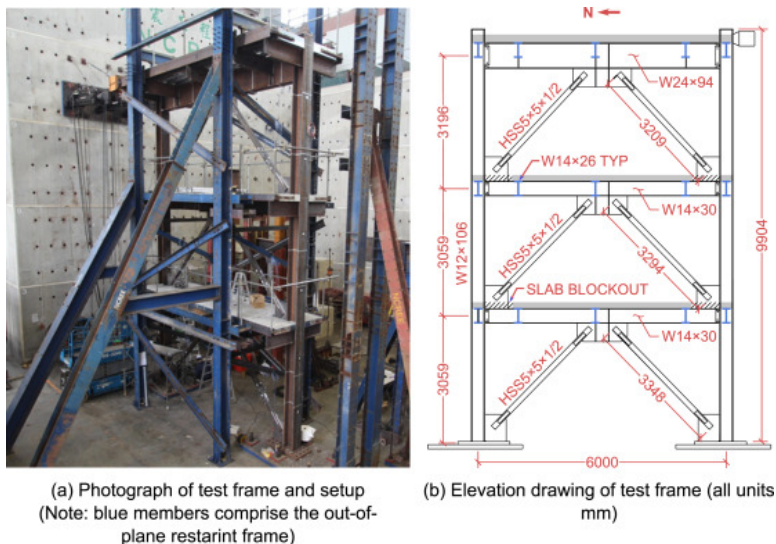 NCR
N
W24×94
HSS5×5×1/2
3209
3196
W14×26 TYP
W14×30
3059
W12×106
HSS5×5×1/2
3294
9904
SLAB BLOCKOUT
W14×30
3059
HSS5×5×1/2
3348
6000
(a) Photograph of test frame and setup
(Note: blue members comprise the out-of-
plane restarint frame)
(b) Elevation drawing of test frame (all units
mm)